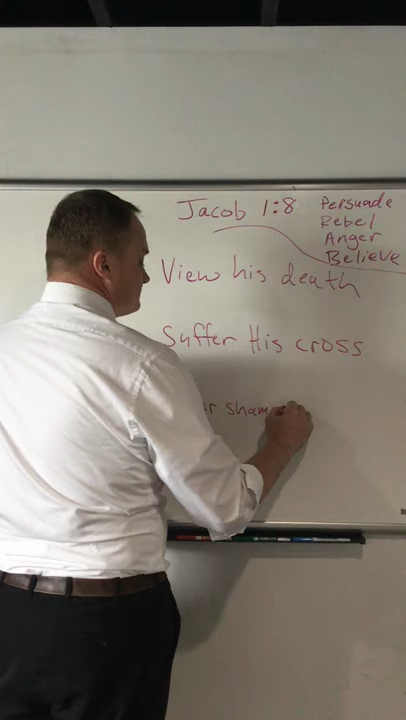 Jacob 1:8
Persuade
Rebel
Anger
Believe
View his death
Suffer His cross